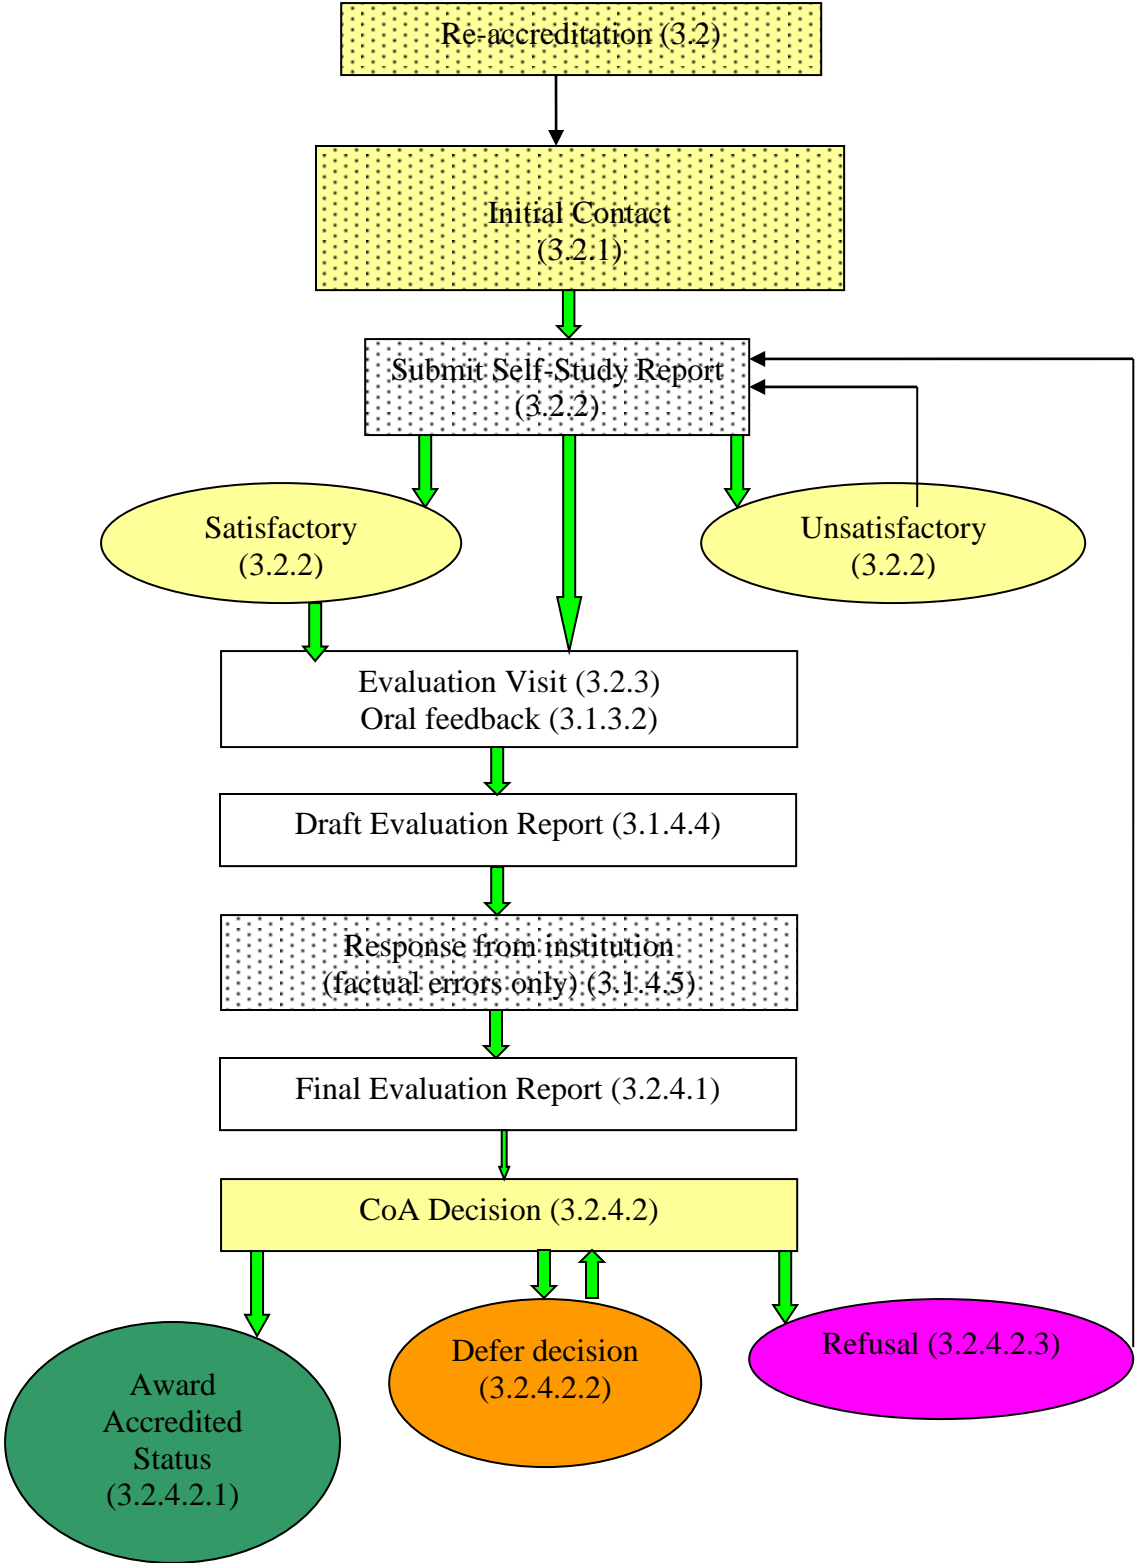 Re-accreditation (3.2)
Initial Contact
(3.2.1)
Submit Self-Study Report
(3.2.2)
Satisfactory
(3.2.2)
Unsatisfactory
(3.2.2)
Evaluation Visit (3.2.3)
Oral feedback (3.1.3.2)
Draft Evaluation Report (3.1.4.4)
Response from institution
(factual errors only) (3.1.4.5)
Final Evaluation Report (3.2.4.1)
CoA Decision (3.2.4.2)
Award
Accredited
Status
(3.2.4.2.1)
Defer decision
(3.2.4.2.2)
Refusal (3.2.4.2.3)